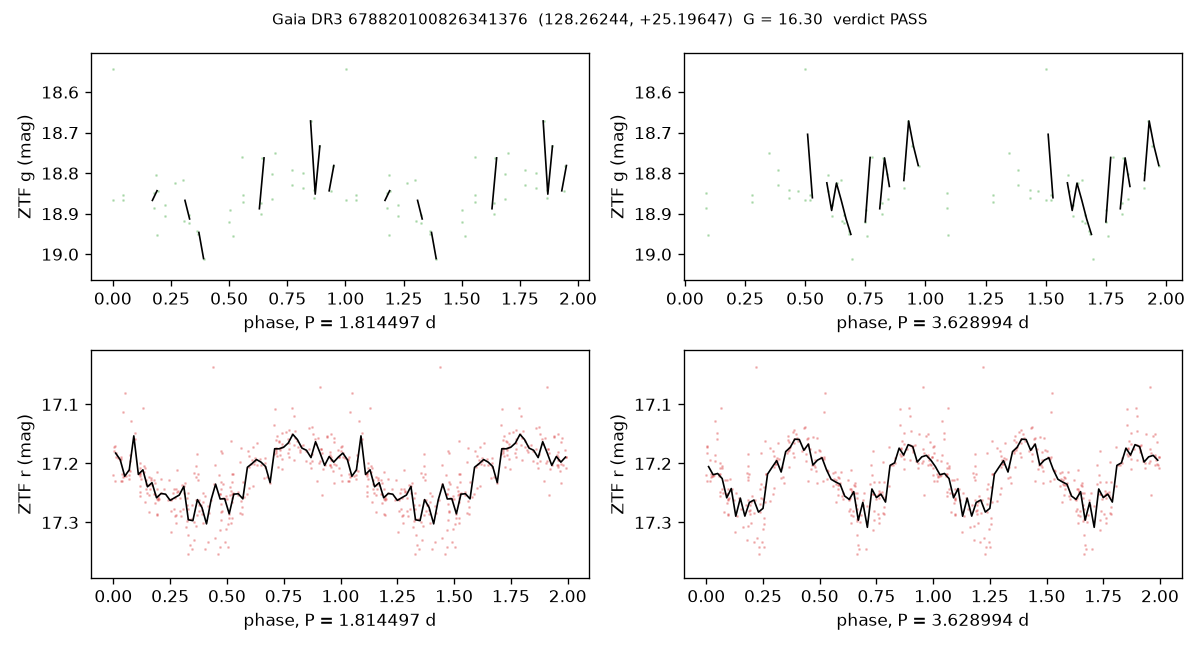 Gaia DR3 678820100826341376  (128.26244, +25.19647)  G = 16.30  verdict PASS
ZTF g (mag)
18.6
18.7
18.8
18.9
19.0
0.00 0.25 0.50 0.75 1.00 1.25 1.50 1.75 2.00
phase, P = 1.814497 d
ZTF g (mag)
18.6
18.7
18.8
18.9
19.0
0.00 0.25 0.50 0.75 1.00 1.25 1.50 1.75 2.00
phase, P = 3.628994 d
ZTF r (mag)
17.1
17.2
17.3
0.00 0.25 0.50 0.75 1.00 1.25 1.50 1.75 2.00
phase, P = 1.814497 d
ZTF r (mag)
17.1
17.2
17.3
0.00 0.25 0.50 0.75 1.00 1.25 1.50 1.75 2.00
phase, P = 3.628994 d